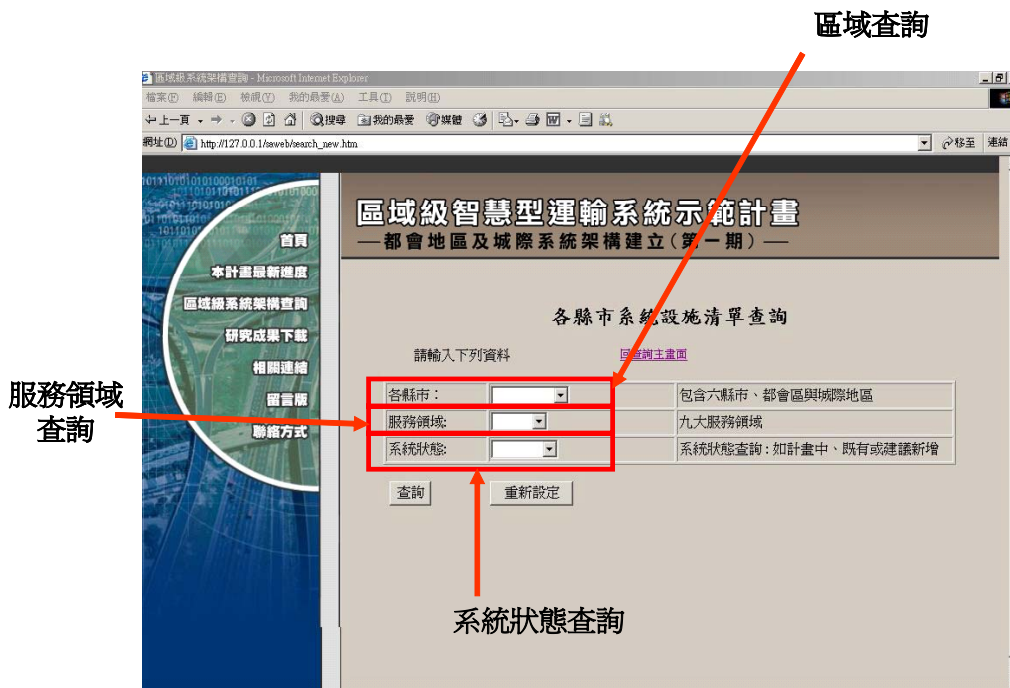 區域查詢
區域級系統架構查詢 - Microsoft Internet Explorer
檔案(F) 編輯(E) 檢視(V) 我的最愛(A) 工具(T) 說明(H)
上一頁 搜尋 我的最愛 媒體
網址(D) http://127.0.0.1/saweb/search_new.htm 移至 連結
區域級智慧型運輸系統示範計畫
—都會地區及城際系統架構建立(第一期)—
首頁
本計畫最新進度
區域級系統架構查詢
研究成果下載
相關連結
留言版
聯絡方式
各縣市系統設施清單查詢
請輸入下列資料 回查詢主畫面
各縣市: 包含六縣市、都會區與城際地區
服務領域: 九大服務領域
系統狀態: 系統狀態查詢:如計畫中、既有或建議新增
查詢 重新設定
服務領域
查詢
系統狀態查詢